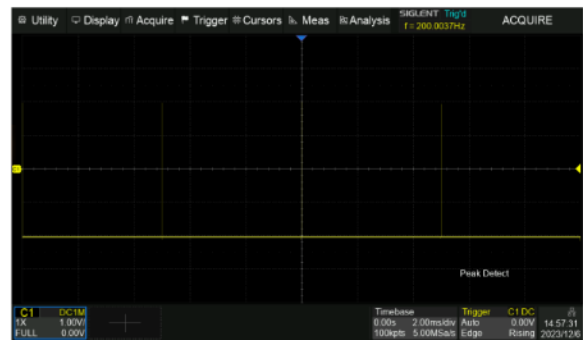 Utility Display Acquire Trigger Cursors Meas Analysis SIGLENT Trig'd ACQUIRE
f = 200.0037Hz
Peak Detect
C1 DC1M
1X 1.00V/
FULL 0.00V
Timebase
0.00s 2.00ms/div
100kpts 5.00MSa/s
Trigger C1 DC
Auto 0.00V
Edge Rising
14:57:31
2023/12/6